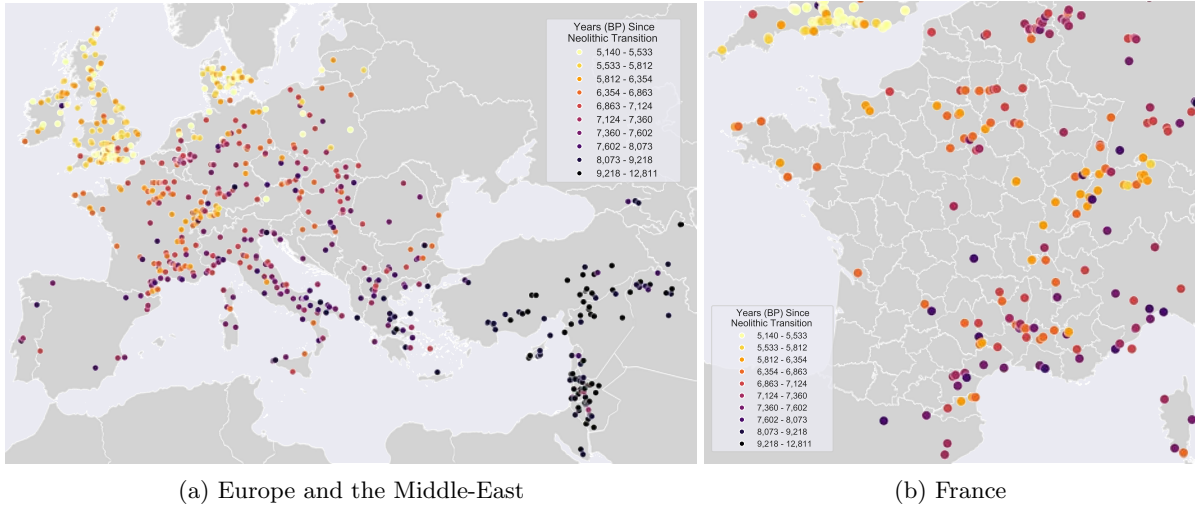 Years (BP) Since
Neolithic Transition
5,140 - 5,533
5,533 - 5,812
5,812 - 6,354
6,354 - 6,863
6,863 - 7,124
7,124 - 7,360
7,360 - 7,602
7,602 - 8,073
8,073 - 9,218
9,218 - 12,811
(a) Europe and the Middle-East
Years (BP) Since
Neolithic Transition
5,140 - 5,533
5,533 - 5,812
5,812 - 6,354
6,354 - 6,863
6,863 - 7,124
7,124 - 7,360
7,360 - 7,602
7,602 - 8,073
8,073 - 9,218
9,218 - 12,811
(b) France